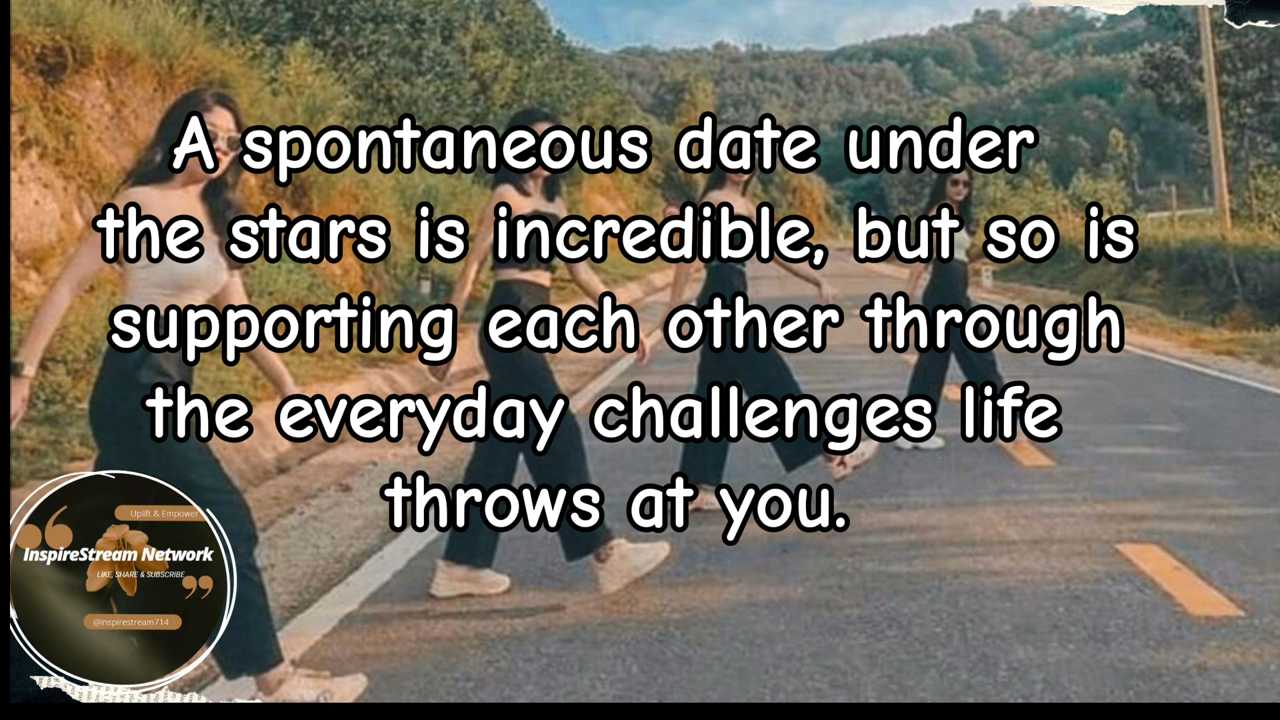 A spontaneous date under
the stars is incredible, but so is
supporting each other through
the everyday challenges life
throws at you.
Uplift & Empower
InspireStream Network
LIKE, SHARE & SUBSCRIBE
@inspirestream714